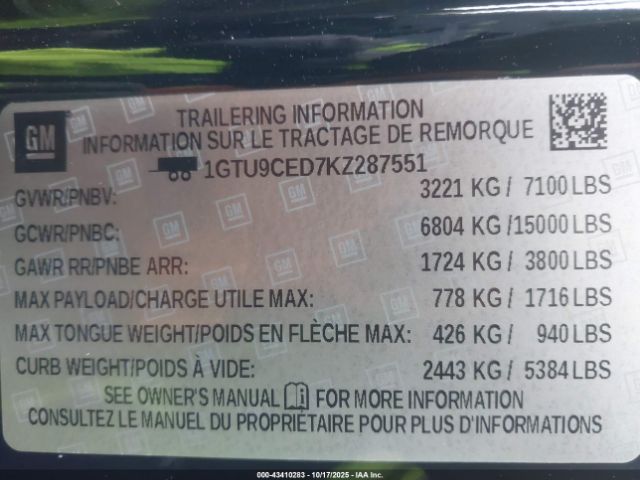 GM
TRAILERING INFORMATION
INFORMATION SUR LE TRACTAGE DE REMORQUE
1GTU9CED7KZ287551
GVWR/PNBV: 3221 KG / 7100 LBS
GCWR/PNBC: 6804 KG /15000 LBS
GAWR RR/PNBE ARR: 1724 KG / 3800 LBS
MAX PAYLOAD/CHARGE UTILE MAX: 778 KG / 1716 LBS
MAX TONGUE WEIGHT/POIDS EN FLÈCHE MAX: 426 KG / 940 LBS
CURB WEIGHT/POIDS À VIDE: 2443 KG / 5384 LBS
SEE OWNER'S MANUAL FOR MORE INFORMATION
CONSULTEZ LE MANUEL DU PROPRIÉTAIRE POUR PLUS D'INFORMATIONS
000-43410283 - 10/17/2025 - IAA Inc.